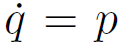 q̇ = p